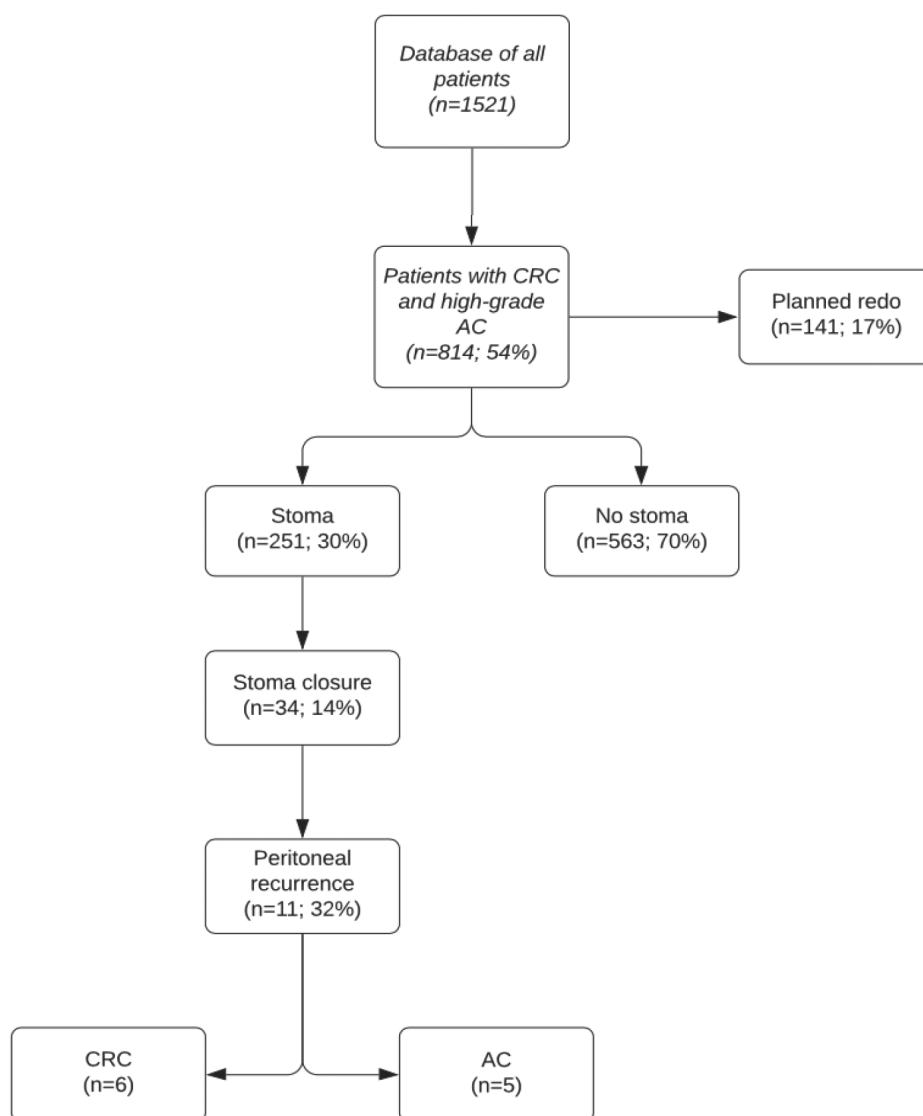 Database of all
patients
(n=1521)
Patients with CRC
and high-grade
AC
(n=814; 54%)
Planned redo
(n=141; 17%)
Stoma
(n=251; 30%)
No stoma
(n=563; 70%)
Stoma closure
(n=34; 14%)
Peritoneal
recurrence
(n=11; 32%)
CRC
(n=6)
AC
(n=5)